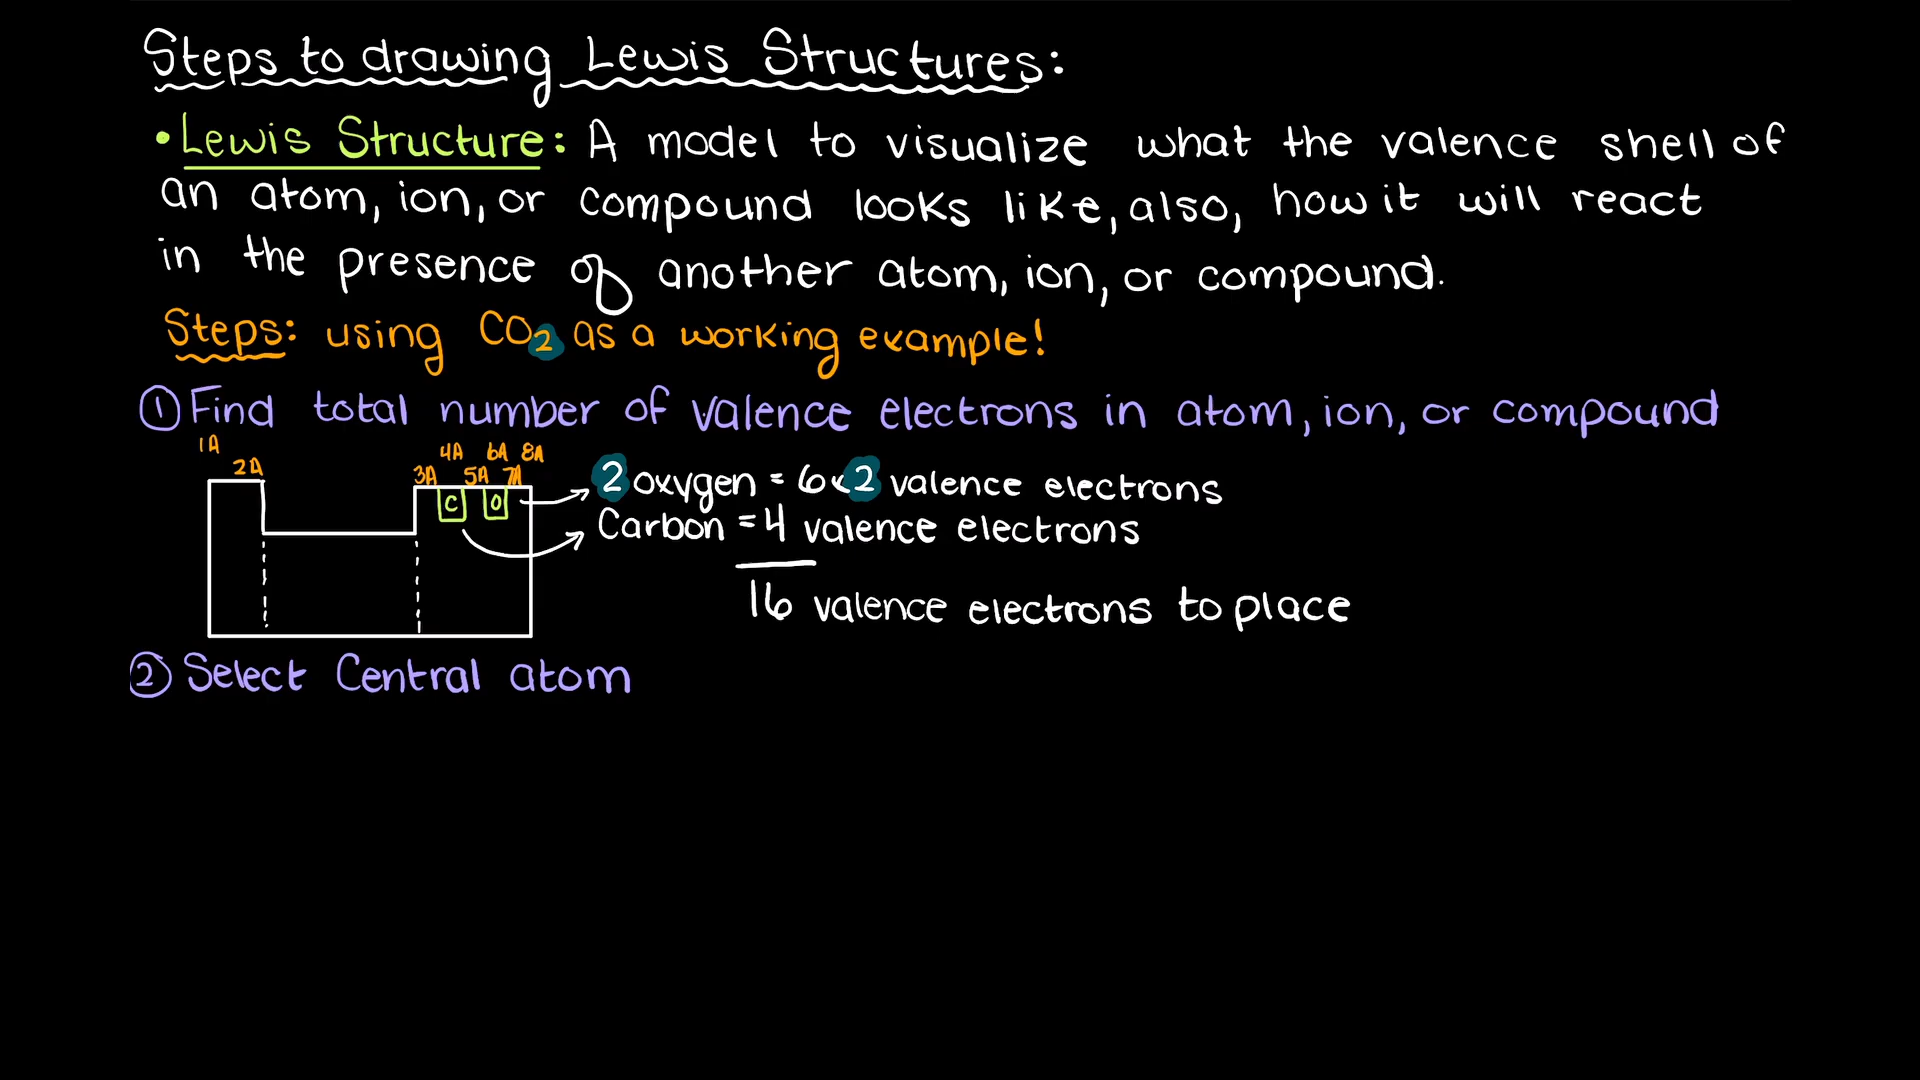 Steps to drawing Lewis Structures:
• Lewis Structure: A model to visualize what the valence shell of
an atom, ion, or compound looks like, also, how it will react
in the presence of another atom, ion, or compound.
Steps: using CO₂ as a working example!
① Find total number of valence electrons in atom, ion, or compound
1A 2A 3A 4A 5A 6A 7A 8A
C O
2 oxygen = 6×2 valence electrons
Carbon = 4 valence electrons
16 valence electrons to place
② Select Central atom